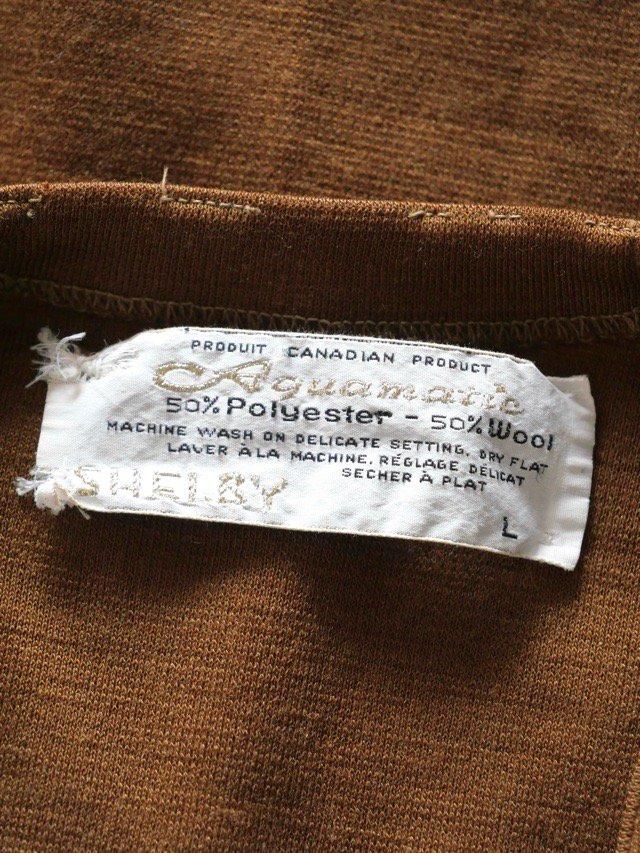 PRODUIT CANADIAN PRODUCT
Aquamatic
50% Polyester - 50% Wool
MACHINE WASH ON DELICATE SETTING, DRY FLAT
LAVER À LA MACHINE, RÉGLAGE DÉLICAT
SECHER À PLAT
SHELBY
L